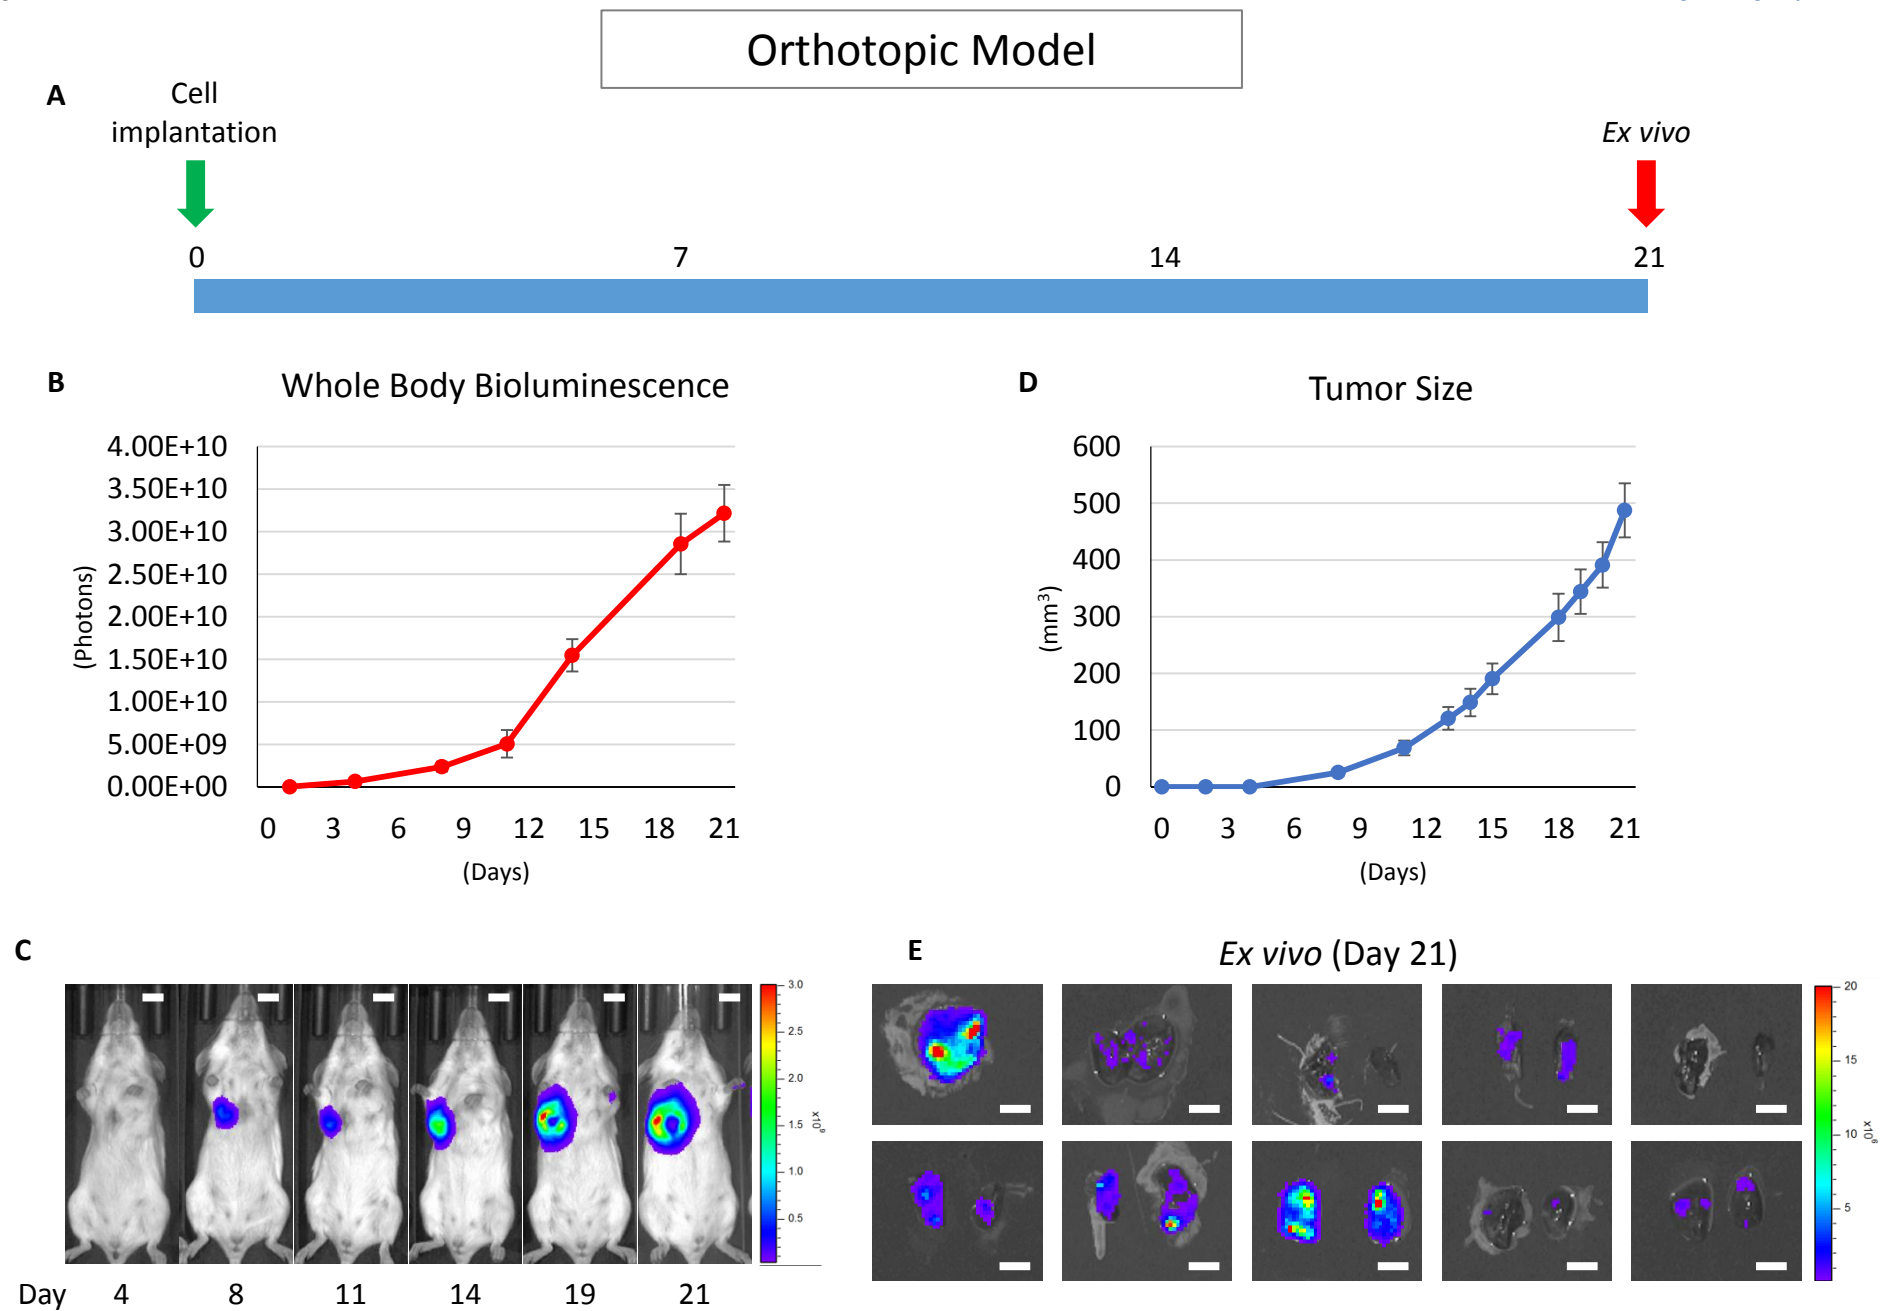 Orthotopic Model
A
Cell
implantation
Ex vivo
0 7 14 21
B
Whole Body Bioluminescence
4.00E+10
3.50E+10
3.00E+10
2.50E+10
2.00E+10
1.50E+10
1.00E+10
5.00E+09
0.00E+00
(Photons)
0 3 6 9 12 15 18 21
(Days)
D
Tumor Size
600
500
400
300
200
100
0
(mm³)
0 3 6 9 12 15 18 21
(Days)
C
3.0
2.5
2.0
1.5
1.0
0.5
x10⁹
Day 4 8 11 14 19 21
E
Ex vivo (Day 21)
20
15
10
5
x10⁶